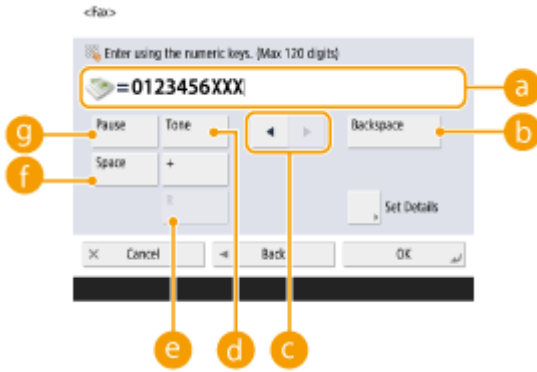 <Fax>
Enter using the numeric keys. (Max 120 digits)
=0123456XXX
a
Pause
Tone
Backspace
g
b
Space
+
f
R
Set Details
× Cancel
Back
OK
e
d
c